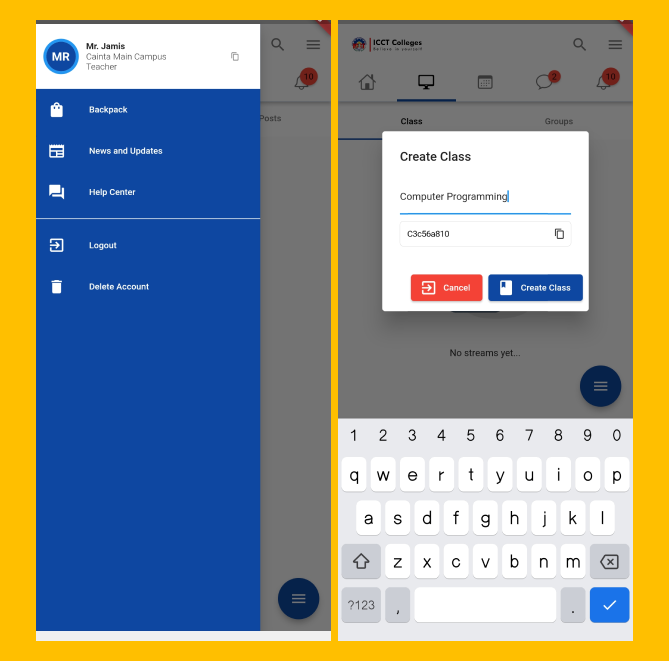 MR
Mr. Jamis
Cainta Main Campus
Teacher
10
Posts
Backpack
News and Updates
Help Center
Logout
Delete Account
ICCT Colleges
Believe in yourself
2
10
Class
Groups
Create Class
Computer Programming
C3c56a810
Cancel
Create Class
No streams yet...
1 2 3 4 5 6 7 8 9 0
q w e r t y u i o p
a s d f g h j k l
z x c v b n m
?123 , .